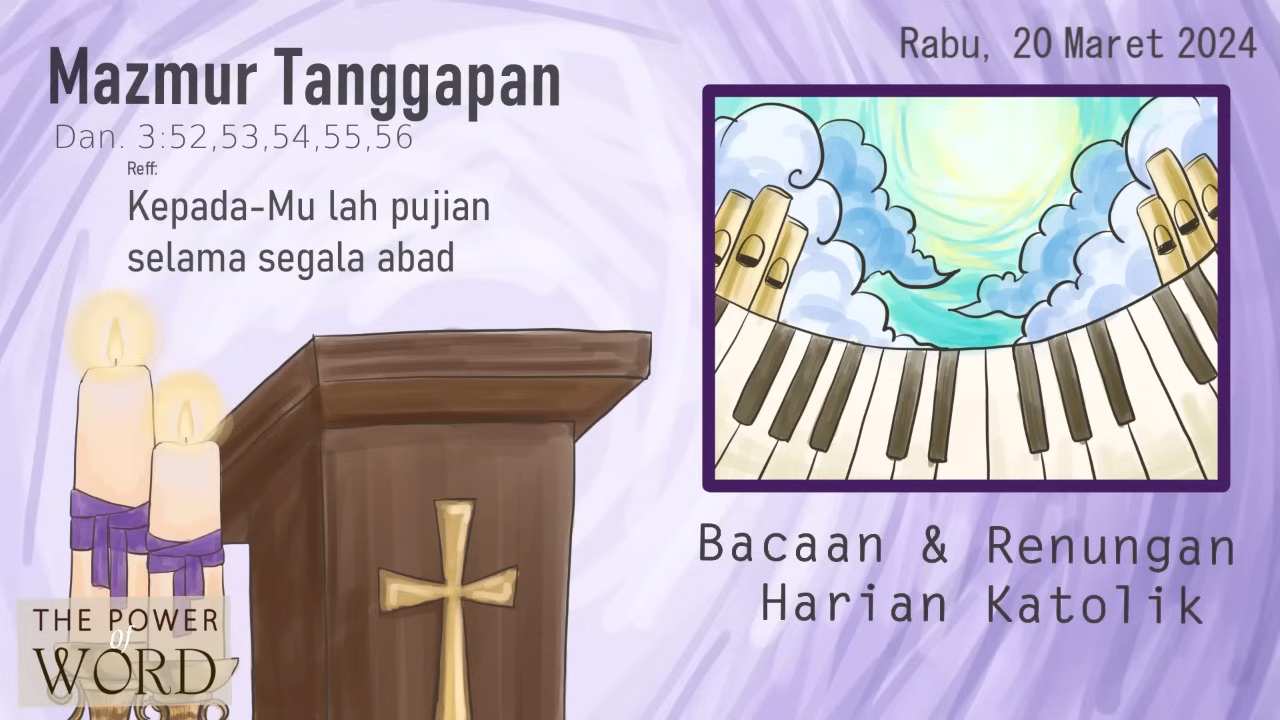 Mazmur Tanggapan
Dan. 3:52,53,54,55,56
Reff:
Kepada-Mu lah pujian
selama segala abad
Rabu, 20 Maret 2024
Bacaan & Renungan
Harian Katolik
THE POWER
of
WORD